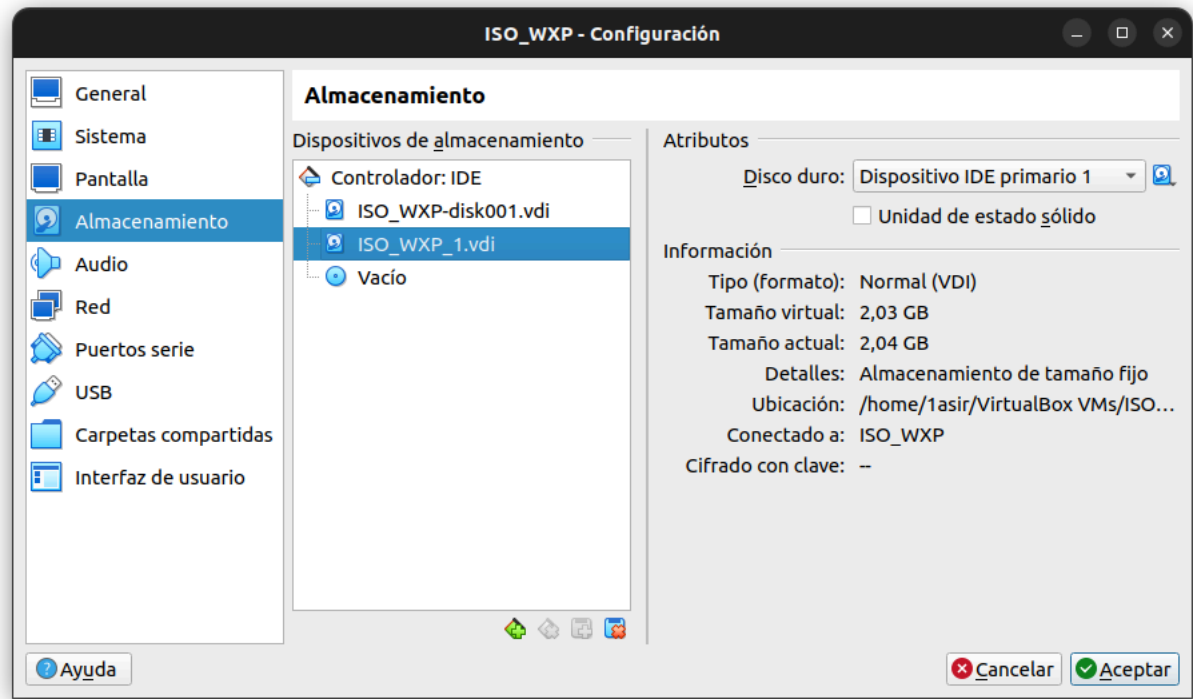 ISO_WXP - Configuración
General
Sistema
Pantalla
Almacenamiento
Audio
Red
Puertos serie
USB
Carpetas compartidas
Interfaz de usuario
Almacenamiento
Dispositivos de almacenamiento
Controlador: IDE
ISO_WXP-disk001.vdi
ISO_WXP_1.vdi
Vacío
Atributos
Disco duro: Dispositivo IDE primario 1
Unidad de estado sólido
Información
Tipo (formato): Normal (VDI)
Tamaño virtual: 2,03 GB
Tamaño actual: 2,04 GB
Detalles: Almacenamiento de tamaño fijo
Ubicación: /home/1asir/VirtualBox VMs/ISO...
Conectado a: ISO_WXP
Cifrado con clave: --
Ayuda
Cancelar
Aceptar